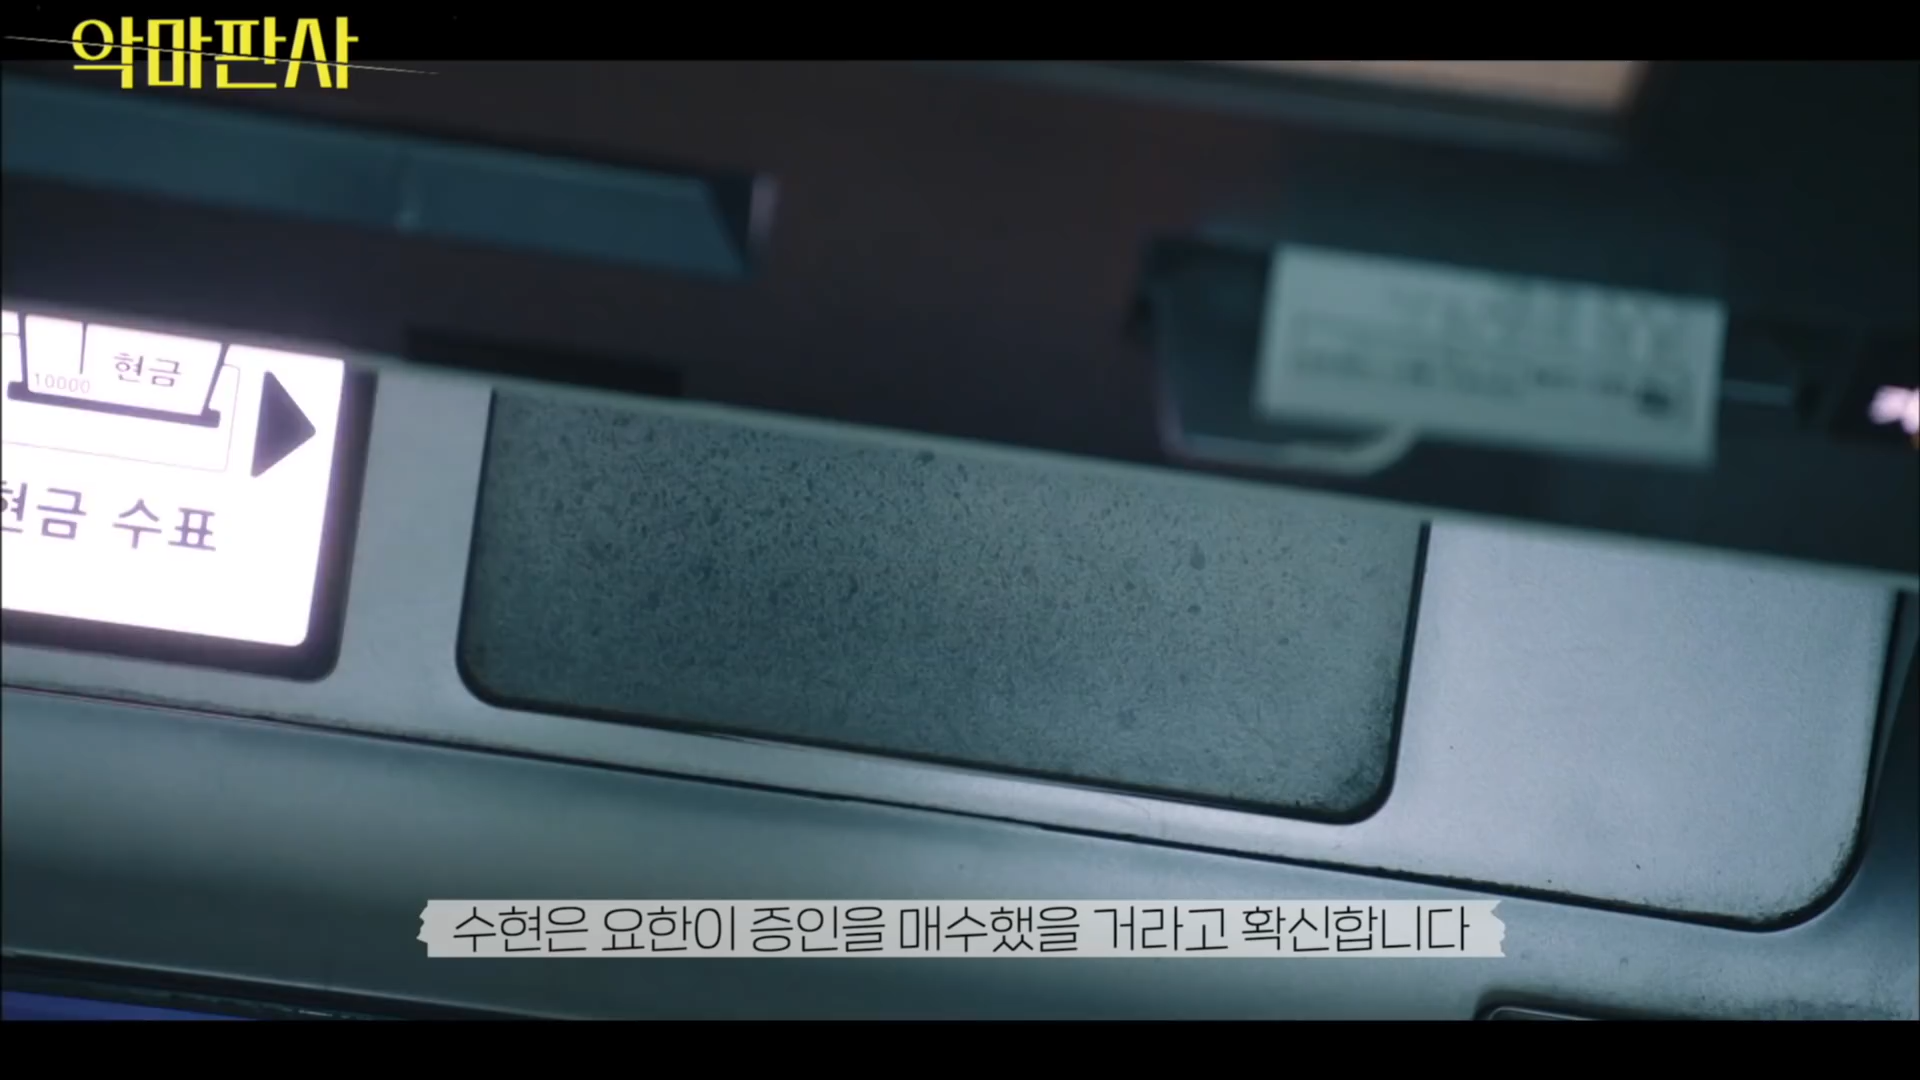 악마판사
현금
10000
현금 수표
수현은 요한이 증인을 매수했을 거라고 확신합니다